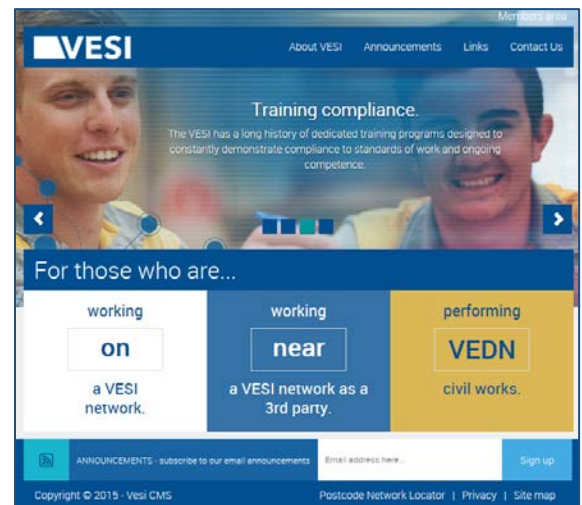 Members area
VESI
About VESI Announcements Links Contact Us
Training compliance.
The VESI has a long history of dedicated training programs designed to
constantly demonstrate compliance to standards of work and ongoing
competence.
For those who are...
working
on
a VESI
network.
working
near
a VESI network as a
3rd party.
performing
VEDN
civil works.
ANNOUNCEMENTS - subscribe to our email announcements
Email address here...
Sign up
Copyright © 2015 - Vesi CMS
Postcode Network Locator | Privacy | Site map